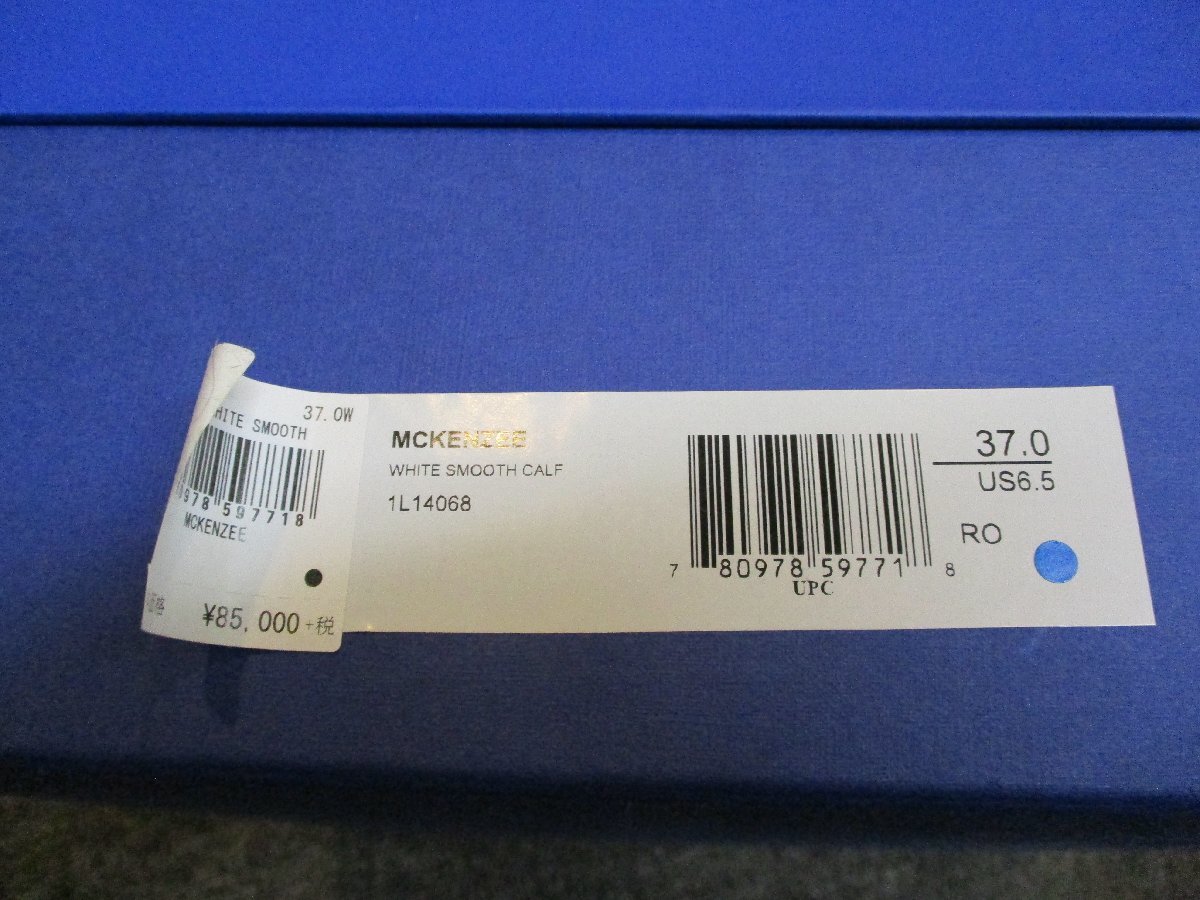 37.0W
HITE SMOOTH
978 597718
MCKENZEE
¥85,000+税
MCKENZEE
WHITE SMOOTH CALF
1L14068
7 80978 59771 8
UPC
37.0
US6.5
RO